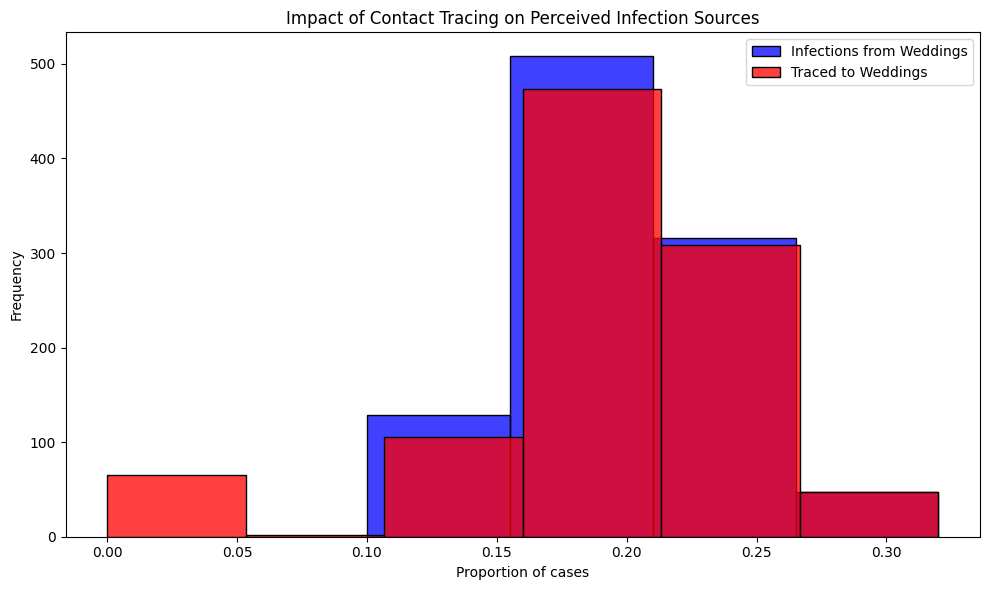 Impact of Contact Tracing on Perceived Infection Sources
Infections from Weddings
Traced to Weddings
500
400
300
200
100
0
Frequency
0.00 0.05 0.10 0.15 0.20 0.25 0.30
Proportion of cases